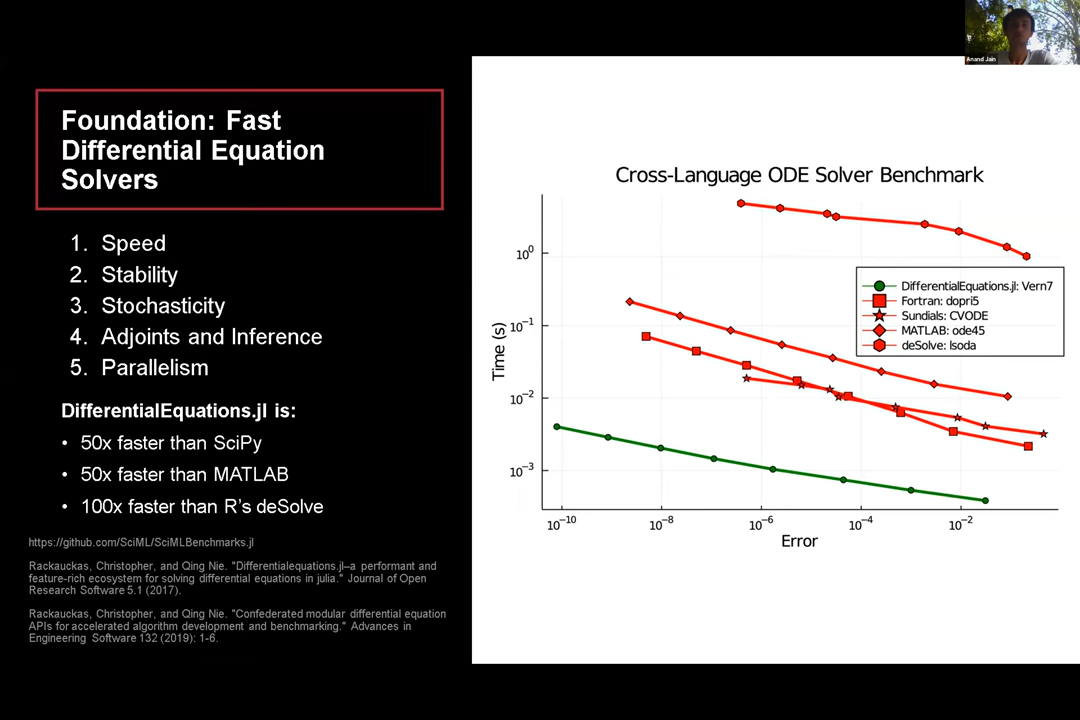 Anand Jain
Foundation: Fast
Differential Equation
Solvers
1. Speed
2. Stability
3. Stochasticity
4. Adjoints and Inference
5. Parallelism
DifferentialEquations.jl is:
• 50x faster than SciPy
• 50x faster than MATLAB
• 100x faster than R's deSolve
https://github.com/SciML/SciMLBenchmarks.jl
Rackauckas, Christopher, and Qing Nie. "Differentialequations.jl–a performant and
feature-rich ecosystem for solving differential equations in julia." Journal of Open
Research Software 5.1 (2017).
Rackauckas, Christopher, and Qing Nie. "Confederated modular differential equation
APIs for accelerated algorithm development and benchmarking." Advances in
Engineering Software 132 (2019): 1-6.
Cross-Language ODE Solver Benchmark
Time (s)
10⁰
10⁻¹
10⁻²
10⁻³
DifferentialEquations.jl: Vern7
Fortran: dopri5
Sundials: CVODE
MATLAB: ode45
deSolve: lsoda
10⁻¹⁰ 10⁻⁸ 10⁻⁶ 10⁻⁴ 10⁻²
Error